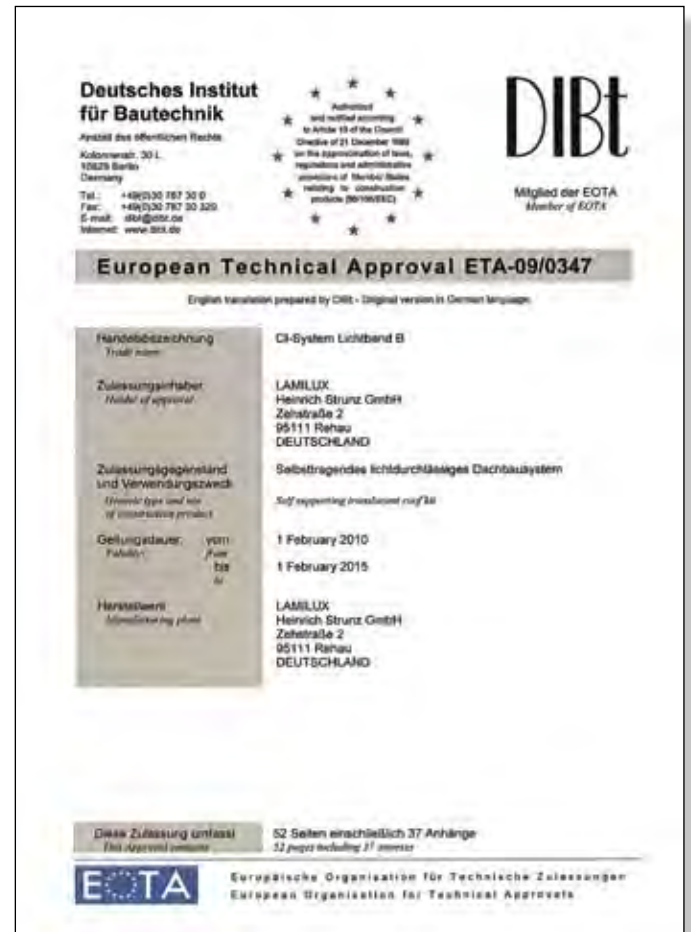 Deutsches Institut
für Bautechnik
Anstalt des öffentlichen Rechts
Kolonnenstr. 30 L
10829 Berlin
Germany
Tel.: +49(0)30 787 30 0
Fax: +49(0)30 787 30 320
E-mail: dibt@dibt.de
Internet: www.dibt.de
Authorised
and notified according
to Article 10 of the Council
Directive of 21 December 1988
on the approximation of laws,
regulations and administrative
provisions of Member States
relating to construction
products (89/106/EEC)
DIBt
Mitglied der EOTA
Member of EOTA
European Technical Approval ETA-09/0347
English translation prepared by DIBt - Original version in German language
Handelsbezeichnung
Trade name
CI-System Lichtband B
Zulassungsinhaber
Holder of approval
LAMILUX
Heinrich Strunz GmbH
Zehstraße 2
95111 Rehau
DEUTSCHLAND
Zulassungsgegenstand
und Verwendungszweck
Generic type and use
of construction product
Selbsttragendes lichtdurchlässiges Dachbausystem
Self supporting translucent roof kit
Geltungsdauer: vom
Validity: from
1 February 2010
bis
to
1 February 2015
Herstellwerk
Manufacturing plant
LAMILUX
Heinrich Strunz GmbH
Zehstraße 2
95111 Rehau
DEUTSCHLAND
Diese Zulassung umfasst
This Approval contains
52 Seiten einschließlich 37 Anhänge
52 pages including 37 annexes
EOTA
Europäische Organisation für Technische Zulassungen
European Organisation for Technical Approvals